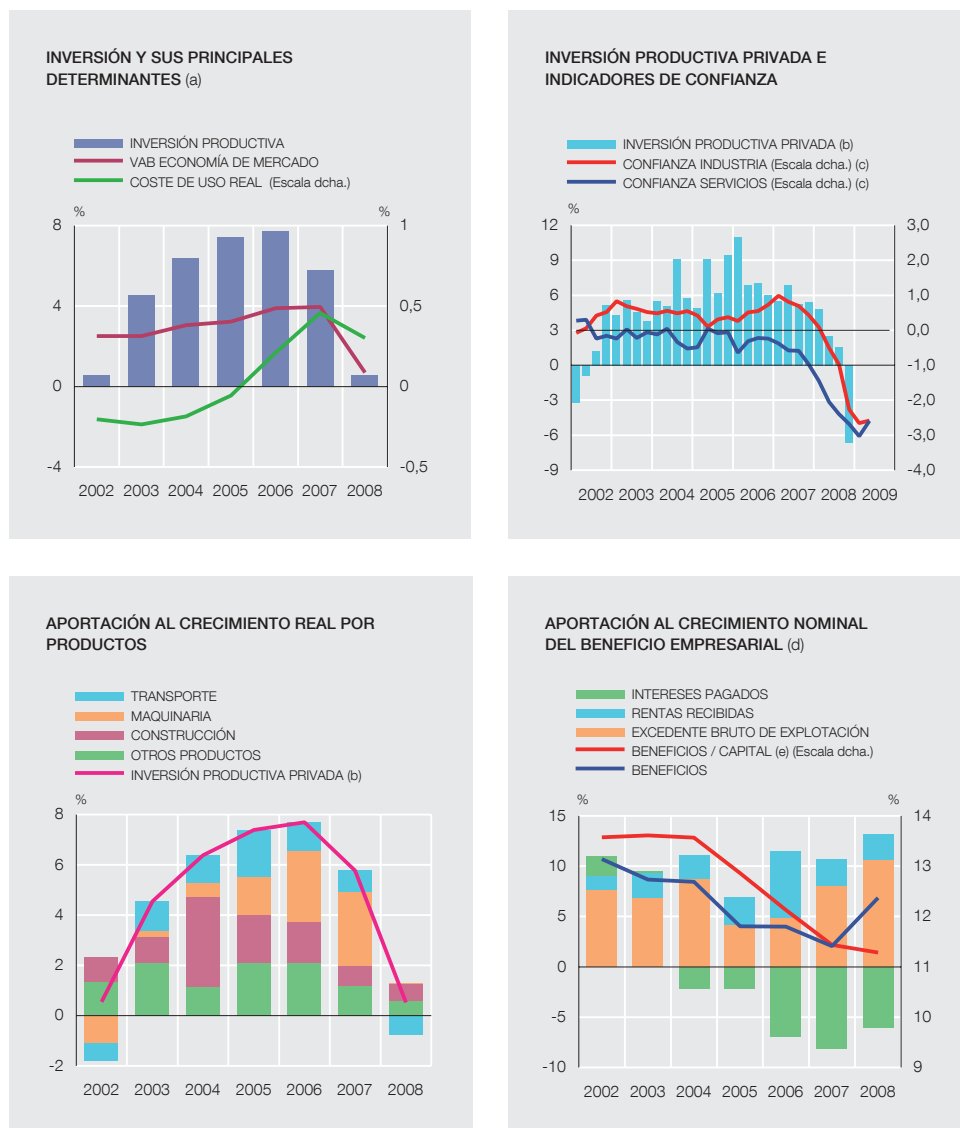 INVERSIÓN Y SUS PRINCIPALES
DETERMINANTES (a)
INVERSIÓN PRODUCTIVA
VAB ECONOMÍA DE MERCADO
COSTE DE USO REAL (Escala dcha.)
% %
8 1
4 0,5
0 0
-4 -0,5
2002 2003 2004 2005 2006 2007 2008
INVERSIÓN PRODUCTIVA PRIVADA E
INDICADORES DE CONFIANZA
INVERSIÓN PRODUCTIVA PRIVADA (b)
CONFIANZA INDUSTRIA (Escala dcha.) (c)
CONFIANZA SERVICIOS (Escala dcha.) (c)
%
12 3,0
9 2,0
6 1,0
3 0,0
0 -1,0
-3 -2,0
-6 -3,0
-9 -4,0
2002 2003 2004 2005 2006 2007 2008 2009
APORTACIÓN AL CRECIMIENTO REAL POR
PRODUCTOS
TRANSPORTE
MAQUINARIA
CONSTRUCCIÓN
OTROS PRODUCTOS
INVERSIÓN PRODUCTIVA PRIVADA (b)
%
8
6
4
2
0
-2
2002 2003 2004 2005 2006 2007 2008
APORTACIÓN AL CRECIMIENTO NOMINAL
DEL BENEFICIO EMPRESARIAL (d)
INTERESES PAGADOS
RENTAS RECIBIDAS
EXCEDENTE BRUTO DE EXPLOTACIÓN
BENEFICIOS / CAPITAL (e) (Escala dcha.)
BENEFICIOS
% %
15 14
10 13
5 12
0 11
-5 10
-10 9
2002 2003 2004 2005 2006 2007 2008